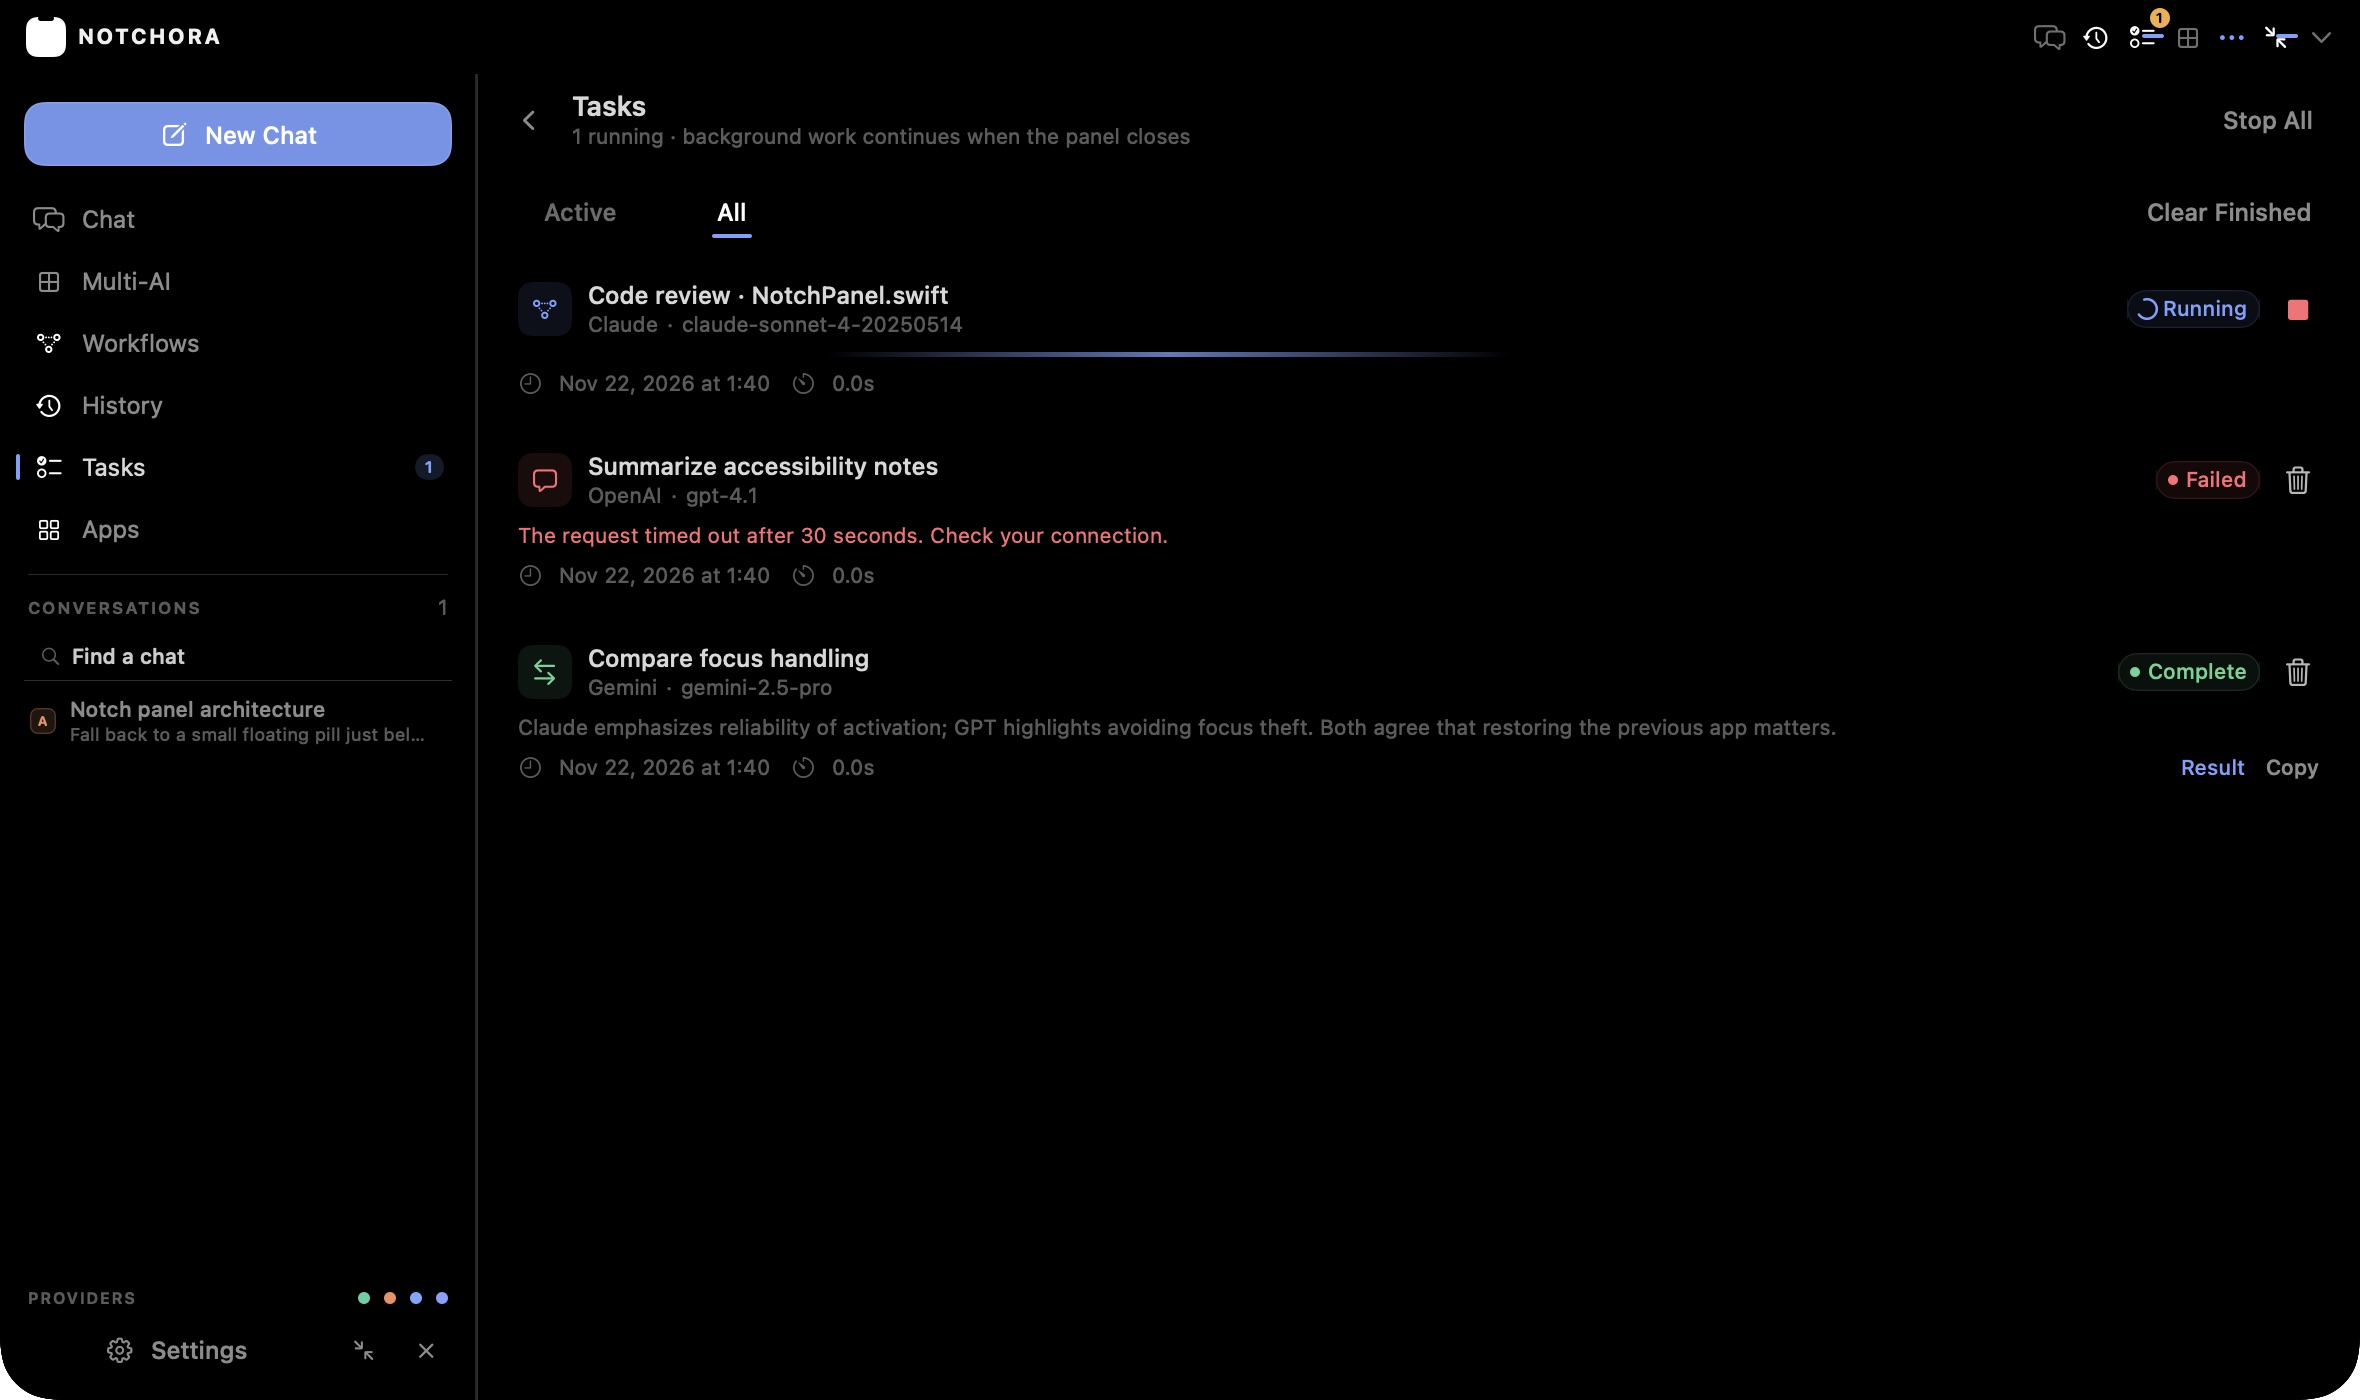 NOTCHORA
1
New Chat
Chat
Multi-AI
Workflows
History
Tasks 1
Apps
CONVERSATIONS 1
Find a chat
A
Notch panel architecture
Fall back to a small floating pill just bel...
PROVIDERS
Settings
Tasks
1 running · background work continues when the panel closes
Stop All
Active All Clear Finished
Code review · NotchPanel.swift
Claude · claude-sonnet-4-20250514
Running
Nov 22, 2026 at 1:40 0.0s
Summarize accessibility notes
OpenAI · gpt-4.1
Failed
The request timed out after 30 seconds. Check your connection.
Nov 22, 2026 at 1:40 0.0s
Compare focus handling
Gemini · gemini-2.5-pro
Complete
Claude emphasizes reliability of activation; GPT highlights avoiding focus theft. Both agree that restoring the previous app matters.
Nov 22, 2026 at 1:40 0.0s
Result Copy